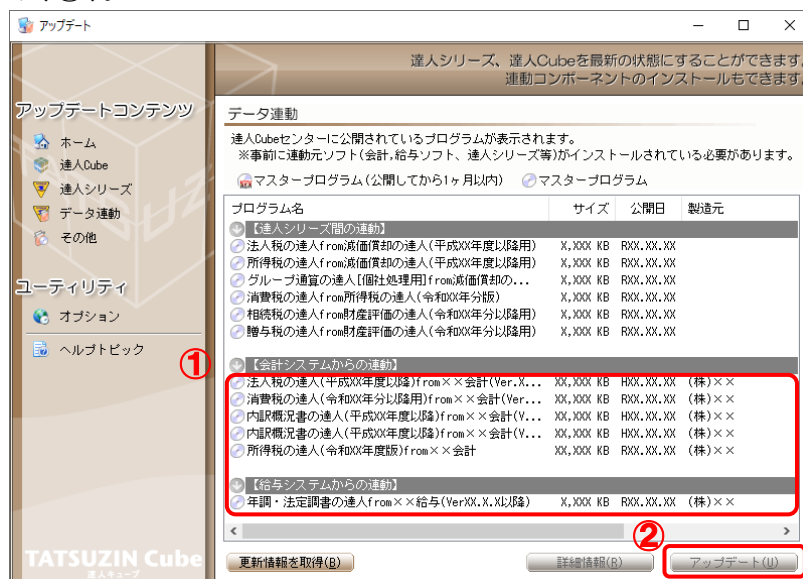 アップデート
達人シリーズ、達人Cubeを最新の状態にすることができます。
連動コンポーネントのインストールもできます。
アップデートコンテンツ
ホーム
達人Cube
達人シリーズ
データ連動
その他
ユーティリティ
オプション
ヘルプトピック
データ連動
達人Cubeセンターに公開されているプログラムが表示されます。
※事前に連動元ソフト(会計,給与ソフト、達人シリーズ等)がインストールされている必要があります。
マスタープログラム(公開してから1ヶ月以内) マスタープログラム
プログラム名 サイズ 公開日 製造元
【達人シリーズ間の連動】
法人税の達人from減価償却の達人(平成XX年度以降用) X,XXX KB RXX.XX.XX
所得税の達人from減価償却の達人(平成XX年度以降用) X,XXX KB RXX.XX.XX
グループ通算の達人[個社処理用]from減価償却の... X,XXX KB RXX.XX.XX
消費税の達人from所得税の達人(令和XX年分版) X,XXX KB RXX.XX.XX
相続税の達人from財産評価の達人(令和XX年分以降用) X,XXX KB RXX.XX.XX
贈与税の達人from財産評価の達人(令和XX年分以降用) X,XXX KB RXX.XX.XX
①
【会計システムからの連動】
法人税の達人(平成XX年度以降)from××会計(Ver.X... XX,XXX KB HXX.XX.XX (株)××
消費税の達人(令和XX年分以降用)from××会計(Ver... XX,XXX KB RXX.XX.XX (株)××
内訳概況書の達人(平成XX年度以降)from××会計(V... XX,XXX KB HXX.XX.XX (株)××
内訳概況書の達人(平成XX年度以降)from××会計(V... XX,XXX KB HXX.XX.XX (株)××
所得税の達人(令和XX年度版)from××会計 XX,XXX KB RXX.XX.XX (株)××
【給与システムからの連動】
年調・法定調書の達人from××給与(VerXX.X.X以降) X,XXX KB RXX.XX.XX (株)××
②
更新情報を取得(B) 詳細情報(R) アップデート(U)
TATSUZIN Cube
達人キューブ